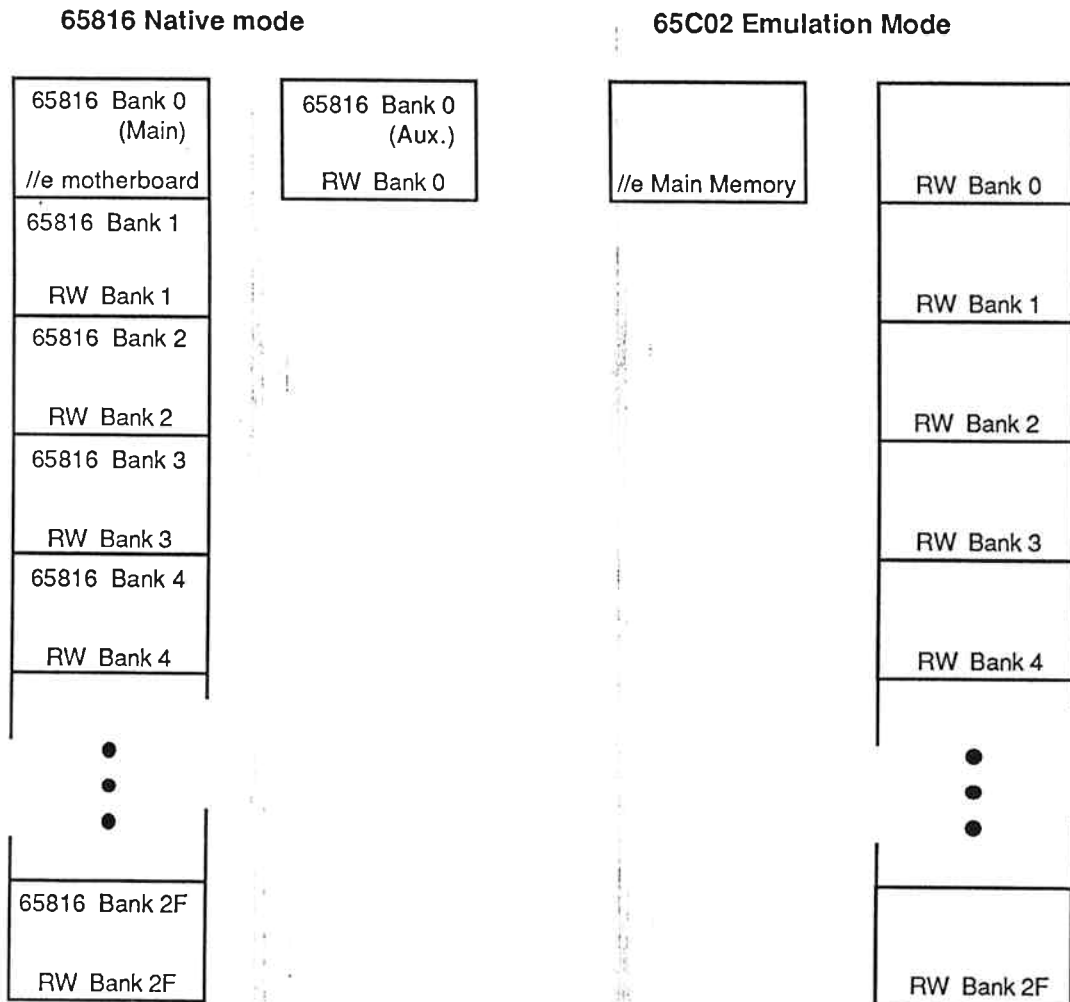 65816 Native mode
65816 Bank 0
(Main)
//e motherboard
65816 Bank 1
RW Bank 1
65816 Bank 2
RW Bank 2
65816 Bank 3
RW Bank 3
65816 Bank 4
RW Bank 4
65816 Bank 2F
RW Bank 2F
65816 Bank 0
(Aux.)
RW Bank 0
65C02 Emulation Mode
//e Main Memory
RW Bank 0
RW Bank 1
RW Bank 2
RW Bank 3
RW Bank 4
RW Bank 2F